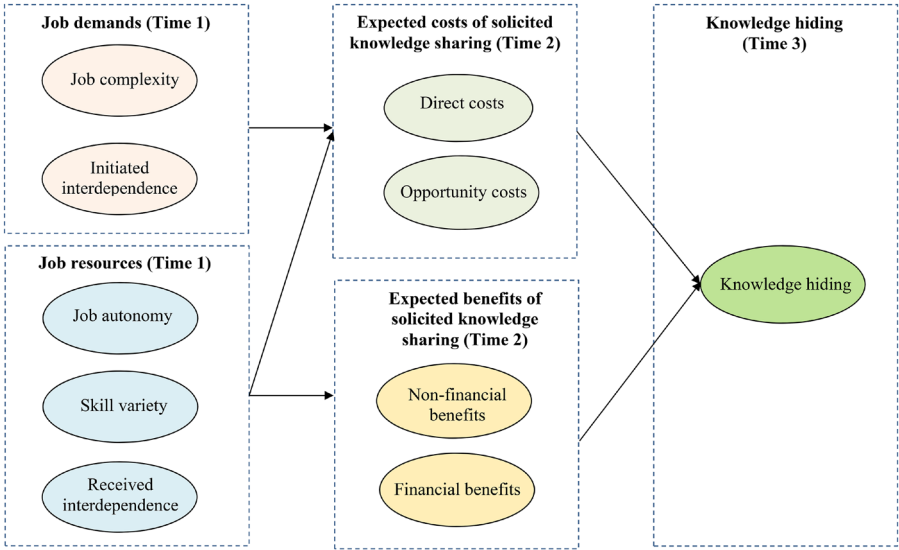 Job demands (Time 1)
Job complexity
Initiated
interdependence
Job resources (Time 1)
Job autonomy
Skill variety
Received
interdependence
Expected costs of solicited
knowledge sharing (Time 2)
Direct costs
Opportunity costs
Expected benefits of
solicited knowledge
sharing (Time 2)
Non-financial
benefits
Financial benefits
Knowledge hiding
(Time 3)
Knowledge hiding